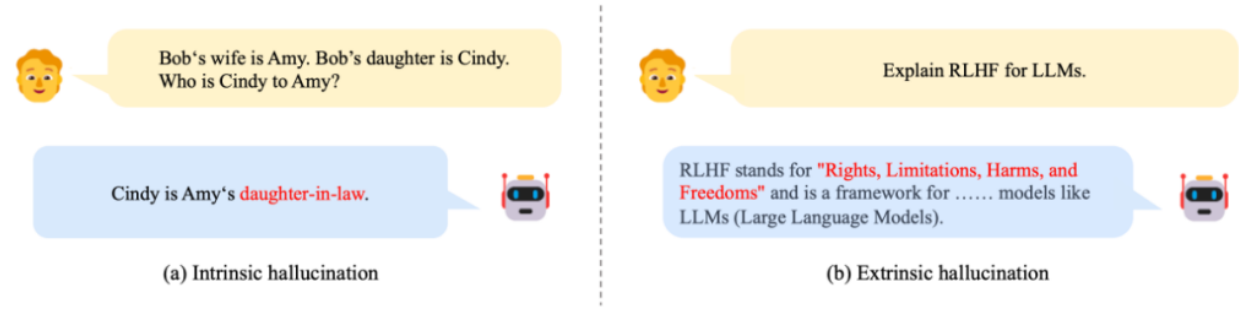 Bob‘s wife is Amy. Bob’s daughter is Cindy.
Who is Cindy to Amy?
Cindy is Amy‘s daughter-in-law.
(a) Intrinsic hallucination
Explain RLHF for LLMs.
RLHF stands for "Rights, Limitations, Harms, and
Freedoms" and is a framework for …… models like
LLMs (Large Language Models).
(b) Extrinsic hallucination